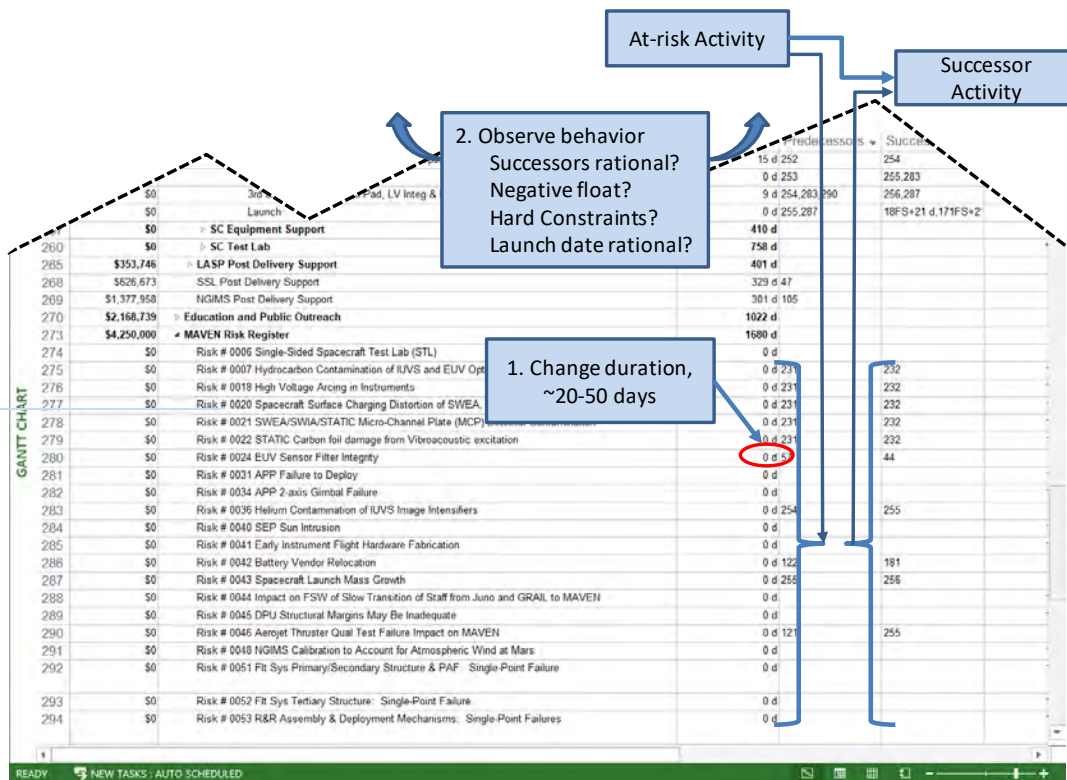 At-risk Activity
Successor
Activity
2. Observe behavior
Successors rational?
Negative float?
Hard Constraints?
Launch date rational?
Predecessors Succe
15 d 252 254
0 d 253 255,283
$0 3rd Pad, LV Integ & 9 d 254,283,290 256,287
$0 Launch 0 d 255,287 18FS+21 d,171FS+2
$0 SC Equipment Support 410 d
260 $0 SC Test Lab 758 d
265 $353,746 LASP Post Delivery Support 401 d
268 $626,673 SSL Post Delivery Support 329 d 47
269 $1,377,958 NGIMS Post Delivery Support 301 d 105
270 $2,168,739 Education and Public Outreach 1022 d
273 $4,250,000 MAVEN Risk Register 1680 d
274 $0 Risk # 0006 Single-Sided Spacecraft Test Lab (STL) 0 d
1. Change duration,
~20-50 days
275 $0 Risk # 0007 Hydrocarbon Contamination of IUVS and EUV Opt 0 d 231 232
276 $0 Risk # 0018 High Voltage Arcing in Instruments 0 d 231 232
277 $0 Risk # 0020 Spacecraft Surface Charging Distortion of SWEA, 0 d 231 232
278 $0 Risk # 0021 SWEA/SWIA/STATIC Micro-Channel Plate (MCP) 0 d 231 232
279 $0 Risk # 0022 STATIC Carbon foil damage from Vibroacoustic excitation 0 d 231 232
280 $0 Risk # 0024 EUV Sensor Filter Integrity 0 d 44
281 $0 Risk # 0031 APP Failure to Deploy 0 d
282 $0 Risk # 0034 APP 2-axis Gimbal Failure 0 d
283 $0 Risk # 0036 Helium Contamination of IUVS Image Intensifiers 0 d 254 255
284 $0 Risk # 0040 SEP Sun Intrusion 0 d
285 $0 Risk # 0041 Early Instrument Flight Hardware Fabrication 0 d
286 $0 Risk # 0042 Battery Vendor Relocation 0 d 122 181
287 $0 Risk # 0043 Spacecraft Launch Mass Growth 0 d 255 256
288 $0 Risk # 0044 Impact on FSW of Slow Transition of Staff from Juno and GRAIL to MAVEN 0 d
289 $0 Risk # 0045 DPU Structural Margins May Be Inadequate 0 d
290 $0 Risk # 0046 Aerojet Thruster Qual Test Failure Impact on MAVEN 0 d 121 255
291 $0 Risk # 0048 NGIMS Calibration to Account for Atmospheric Wind at Mars 0 d
292 $0 Risk # 0051 Flt Sys Primary/Secondary Structure & PAF: Single-Point Failure 0 d
293 $0 Risk # 0052 Flt Sys Tertiary Structure: Single-Point Failure 0 d
294 $0 Risk # 0053 R&R Assembly & Deployment Mechanisms: Single-Point Failures 0 d
GANTT CHART
READY NEW TASKS : AUTO SCHEDULED